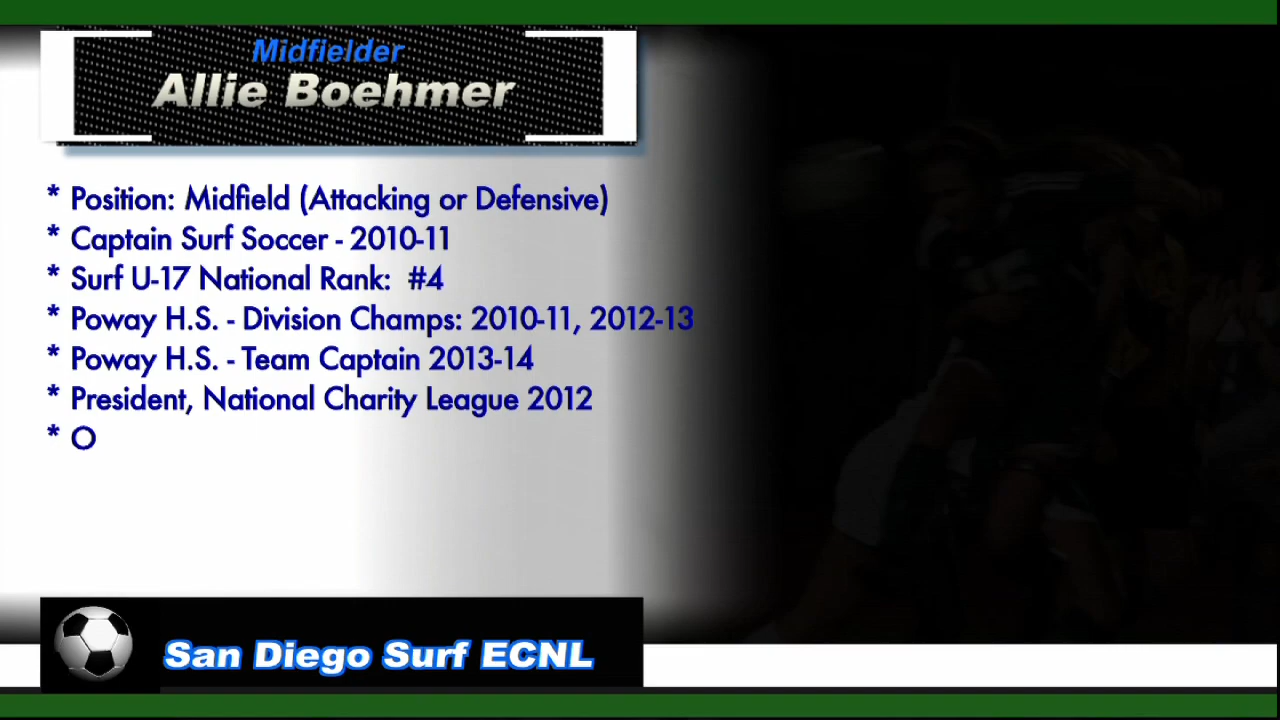 Midfielder
Allie Boehmer
* Position: Midfield (Attacking or Defensive)
* Captain Surf Soccer - 2010-11
* Surf U-17 National Rank:  #4
* Poway H.S. - Division Champs: 2010-11, 2012-13
* Poway H.S. - Team Captain 2013-14
* President, National Charity League 2012
* O
San Diego Surf ECNL